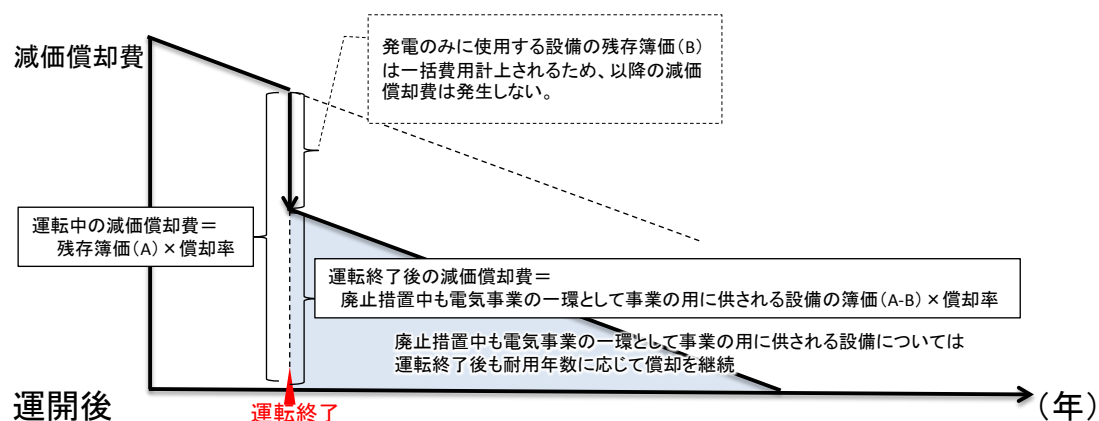 減価償却費
発電のみに使用する設備の残存簿価(B)
は一括費用計上されるため、以降の減価
償却費は発生しない。
運転中の減価償却費＝
残存簿価(A)×償却率
運転終了後の減価償却費＝
廃止措置中も電気事業の一環として事業の用に供される設備の簿価(A-B)×償却率
廃止措置中も電気事業の一環として事業の用に供される設備については
運転終了後も耐用年数に応じて償却を継続
運開後
運転終了
(年)